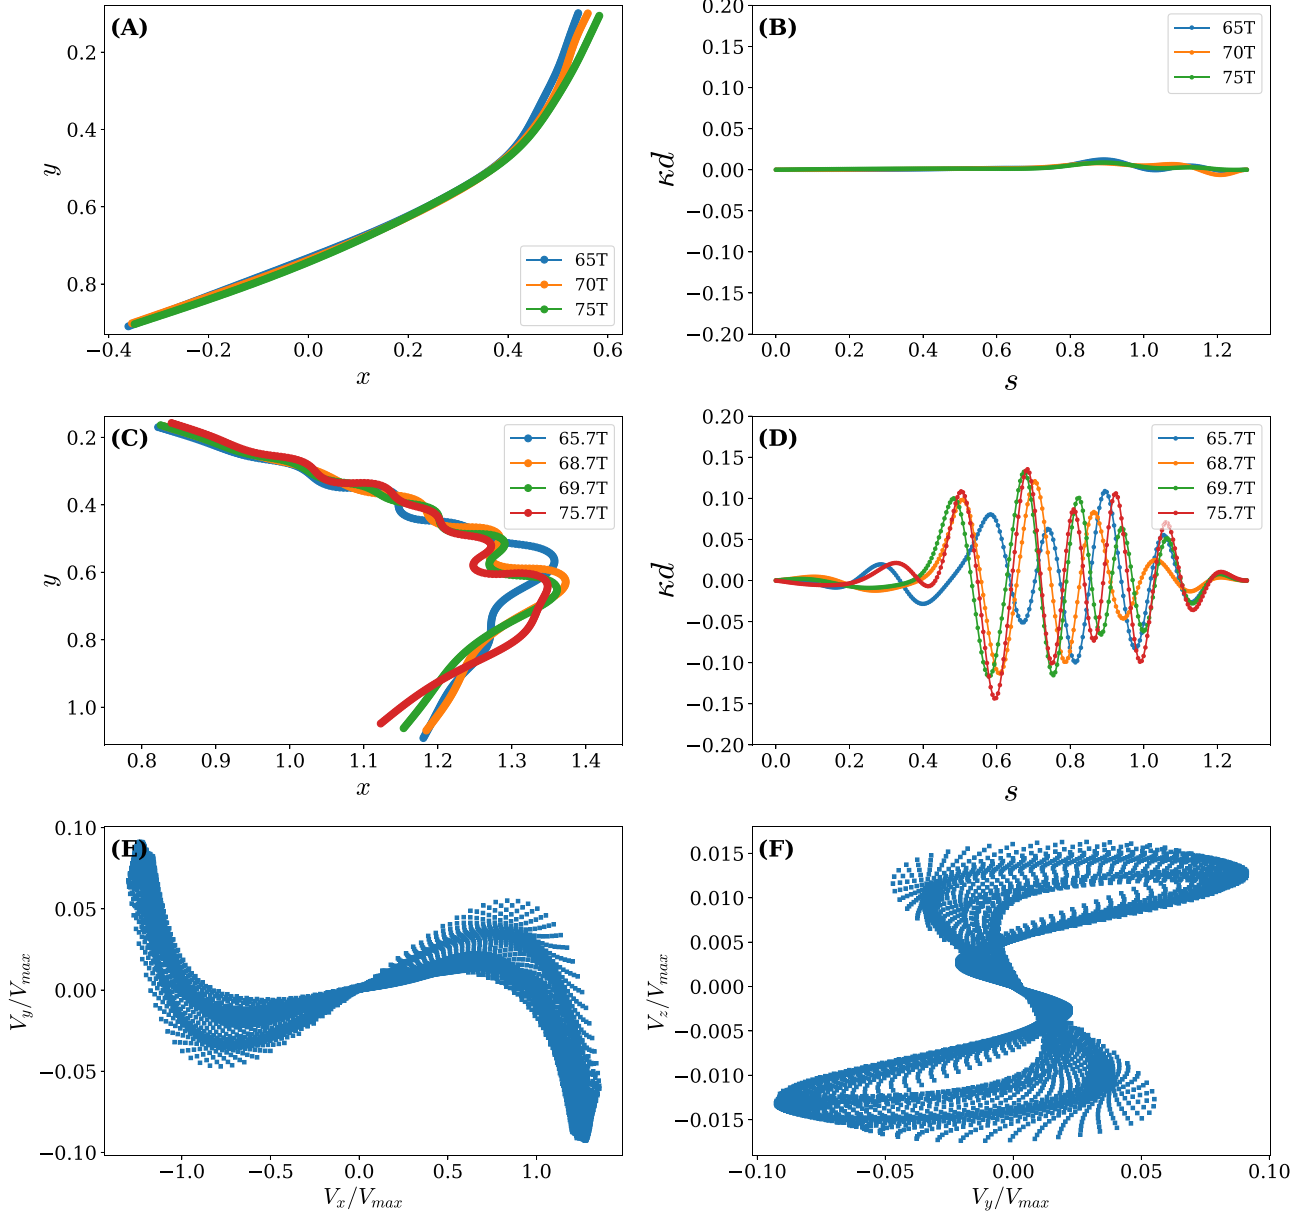 (A)
y
0.2
0.4
0.6
0.8
65T
70T
75T
−0.4 −0.2 0.0 0.2 0.4 0.6
x
(B)
κd
0.20
0.15
0.10
0.05
0.00
−0.05
−0.10
−0.15
−0.20
65T
70T
75T
0.0 0.2 0.4 0.6 0.8 1.0 1.2
s
(C)
y
0.2
0.4
0.6
0.8
1.0
65.7T
68.7T
69.7T
75.7T
0.8 0.9 1.0 1.1 1.2 1.3 1.4
x
(D)
κd
0.20
0.15
0.10
0.05
0.00
−0.05
−0.10
−0.15
−0.20
65.7T
68.7T
69.7T
75.7T
0.0 0.2 0.4 0.6 0.8 1.0 1.2
s
(E)
V_y/V_max
0.10
0.05
0.00
−0.05
−0.10
−1.0 −0.5 0.0 0.5 1.0
V_x/V_max
(F)
V_z/V_max
0.015
0.010
0.005
0.000
−0.005
−0.010
−0.015
−0.10 −0.05 0.00 0.05 0.10
V_y/V_max